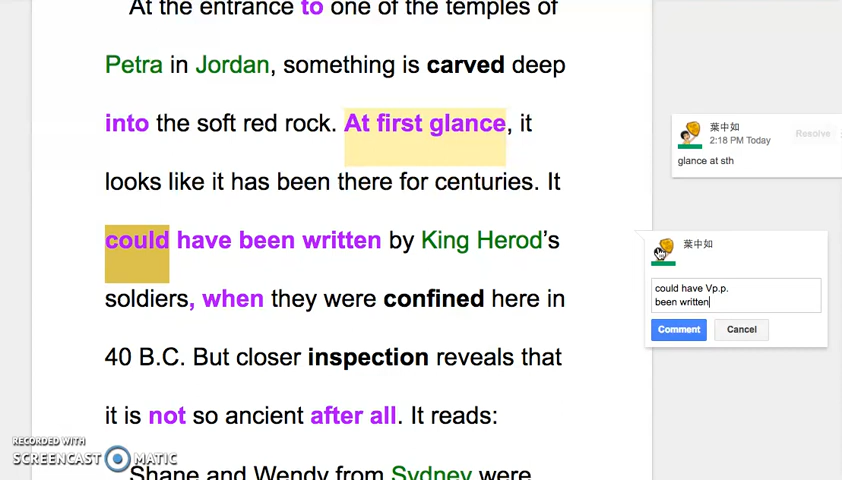 At the entrance to one of the temples of
Petra in Jordan, something is carved deep
into the soft red rock. At first glance, it
looks like it has been there for centuries. It
could have been written by King Herod's
soldiers, when they were confined here in
40 B.C. But closer inspection reveals that
it is not so ancient after all. It reads:
Shane and Wendy from Sydney were
葉中如
2:18 PM Today
Resolve
glance at sth
葉中如
could have Vp.p.
been written
Comment
Cancel
RECORDED WITH
SCREENCAST MATIC